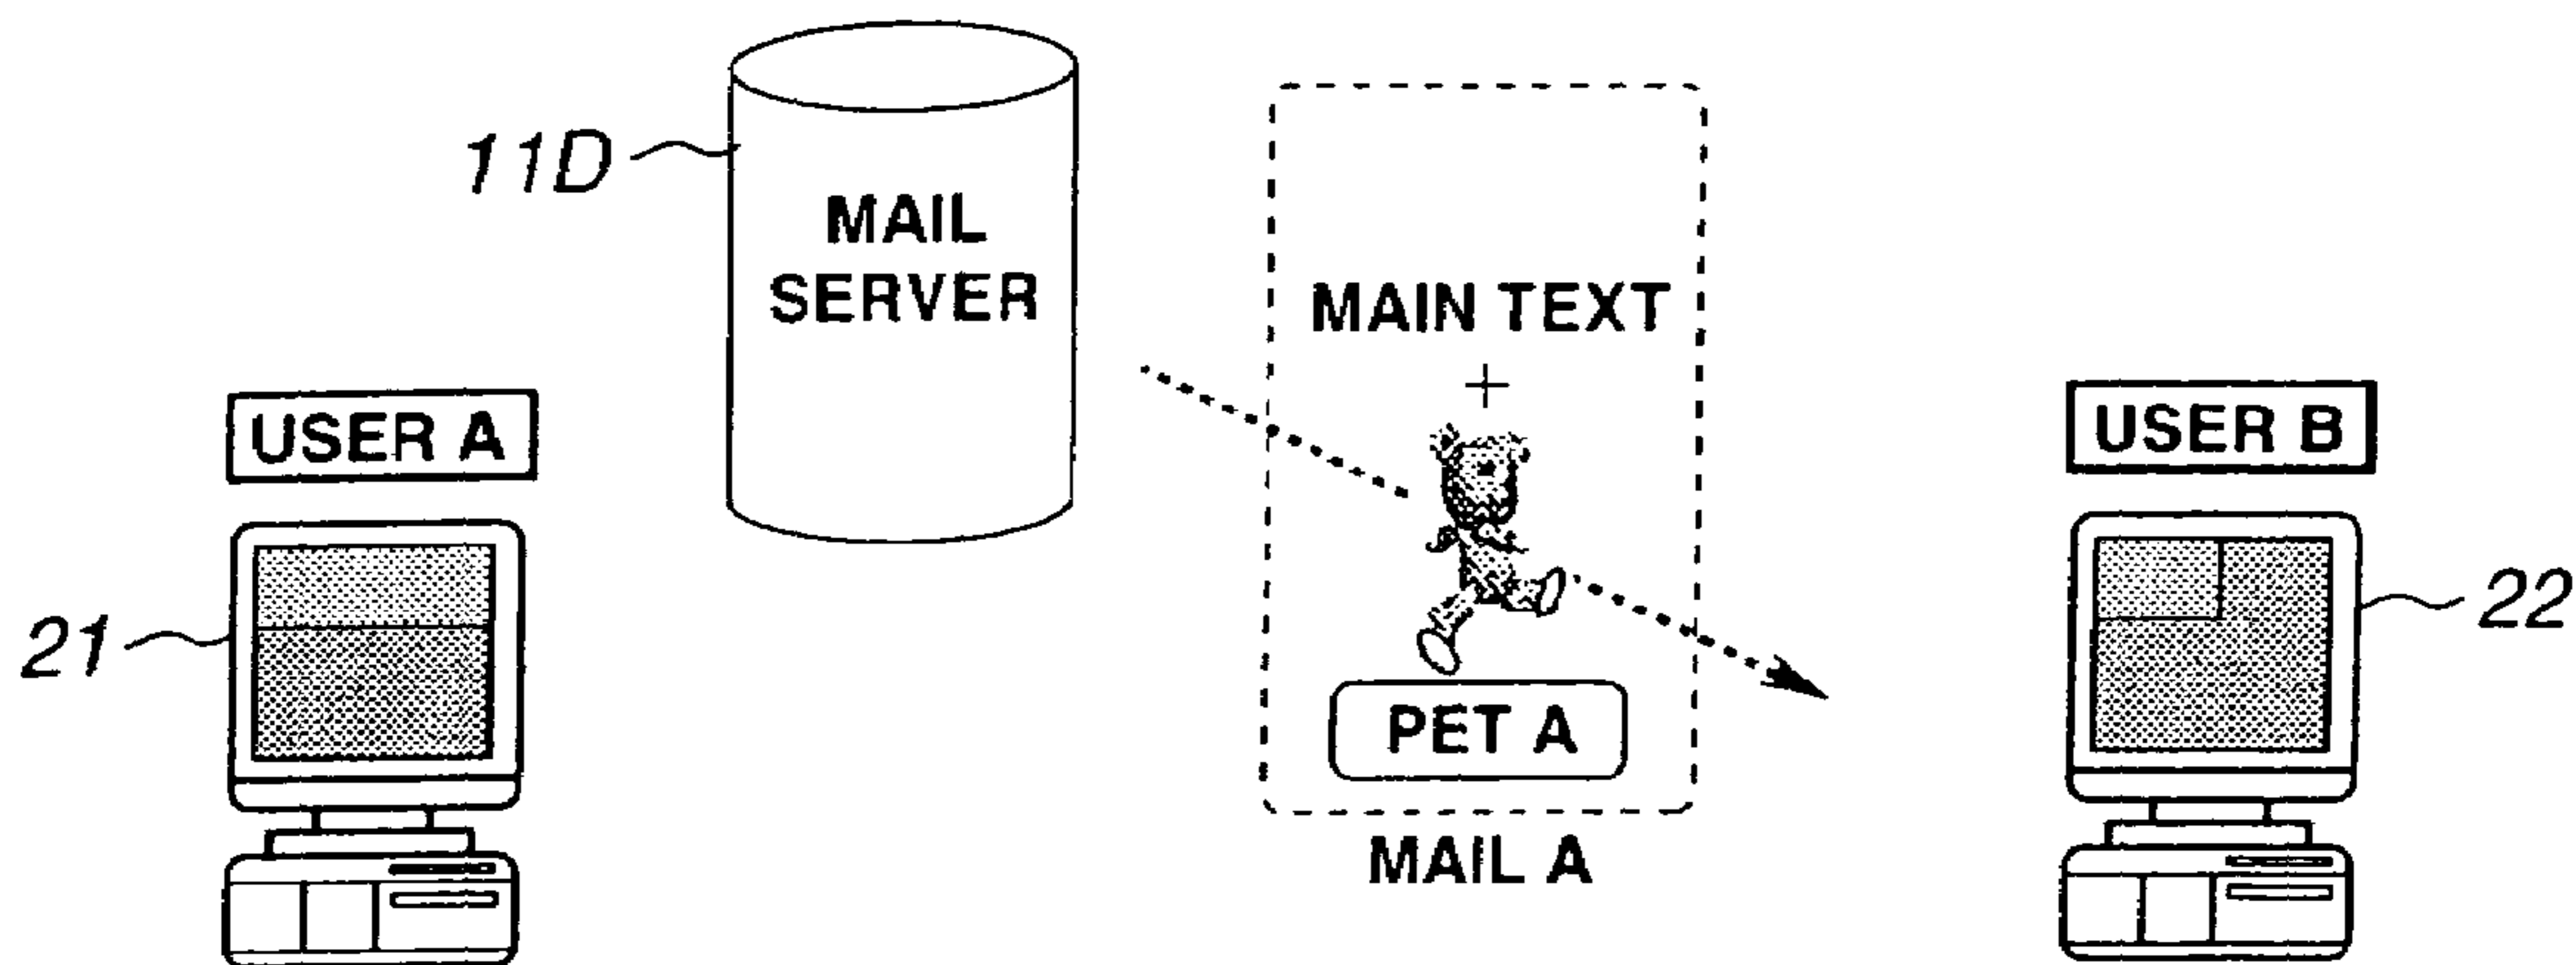 11D
MAIL
SERVER
MAIN TEXT
+
USER A
USER B
21
22
PET A
MAIL A